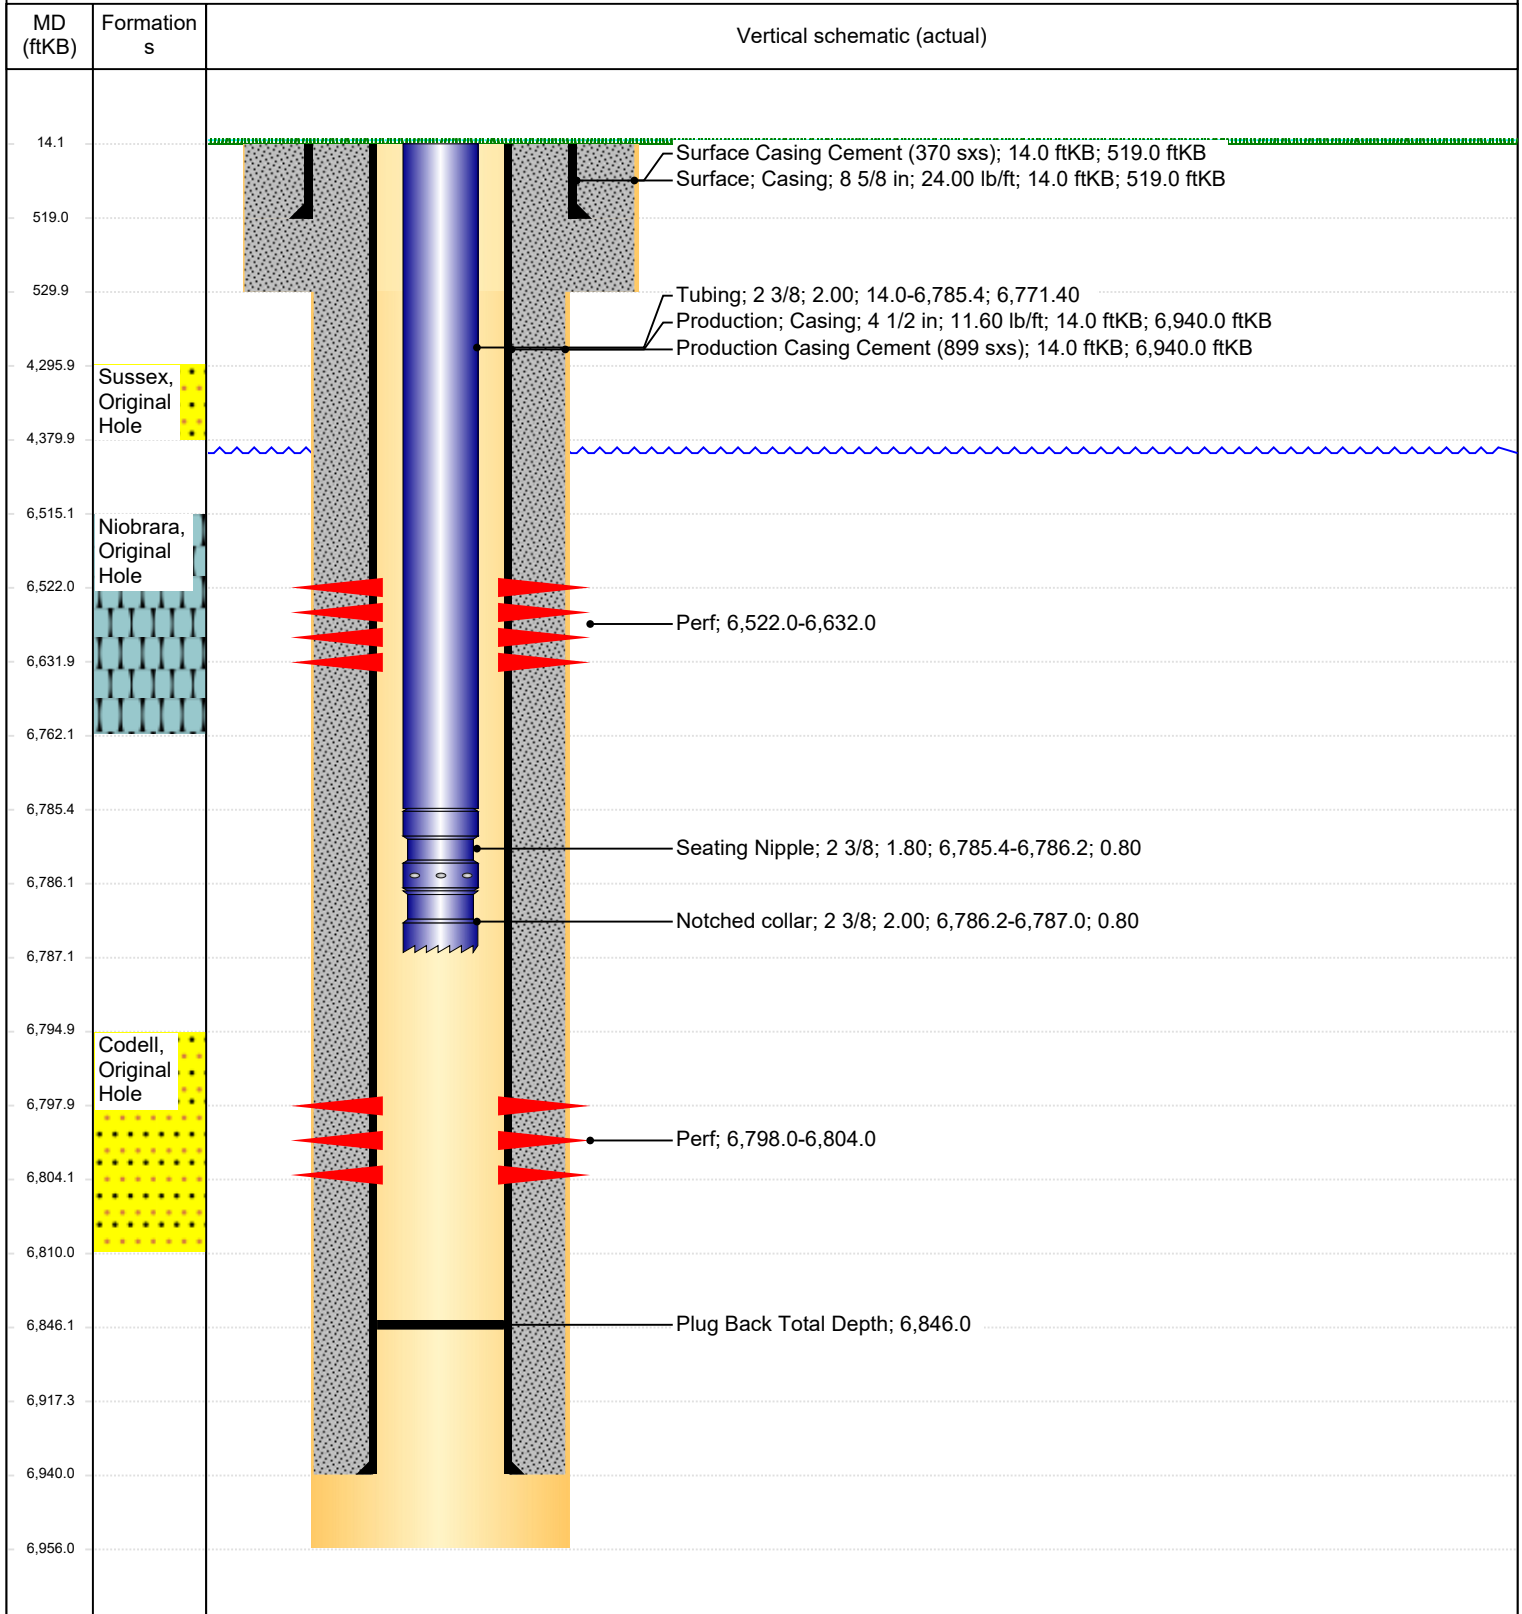 MD
(ftKB)
Formation
s
Vertical schematic (actual)
14.1
Surface Casing Cement (370 sxs); 14.0 ftKB; 519.0 ftKB
Surface; Casing; 8 5/8 in; 24.00 lb/ft; 14.0 ftKB; 519.0 ftKB
519.0
529.9
Tubing; 2 3/8; 2.00; 14.0-6,785.4; 6,771.40
Production; Casing; 4 1/2 in; 11.60 lb/ft; 14.0 ftKB; 6,940.0 ftKB
Production Casing Cement (899 sxs); 14.0 ftKB; 6,940.0 ftKB
4,295.9
Sussex,
Original
Hole
4,379.9
6,515.1
Niobrara,
Original
Hole
6,522.0
Perf; 6,522.0-6,632.0
6,631.9
6,762.1
6,785.4
Seating Nipple; 2 3/8; 1.80; 6,785.4-6,786.2; 0.80
6,786.1
Notched collar; 2 3/8; 2.00; 6,786.2-6,787.0; 0.80
6,787.1
6,794.9
Codell,
Original
Hole
6,797.9
Perf; 6,798.0-6,804.0
6,804.1
6,810.0
6,846.1
Plug Back Total Depth; 6,846.0
6,917.3
6,940.0
6,956.0